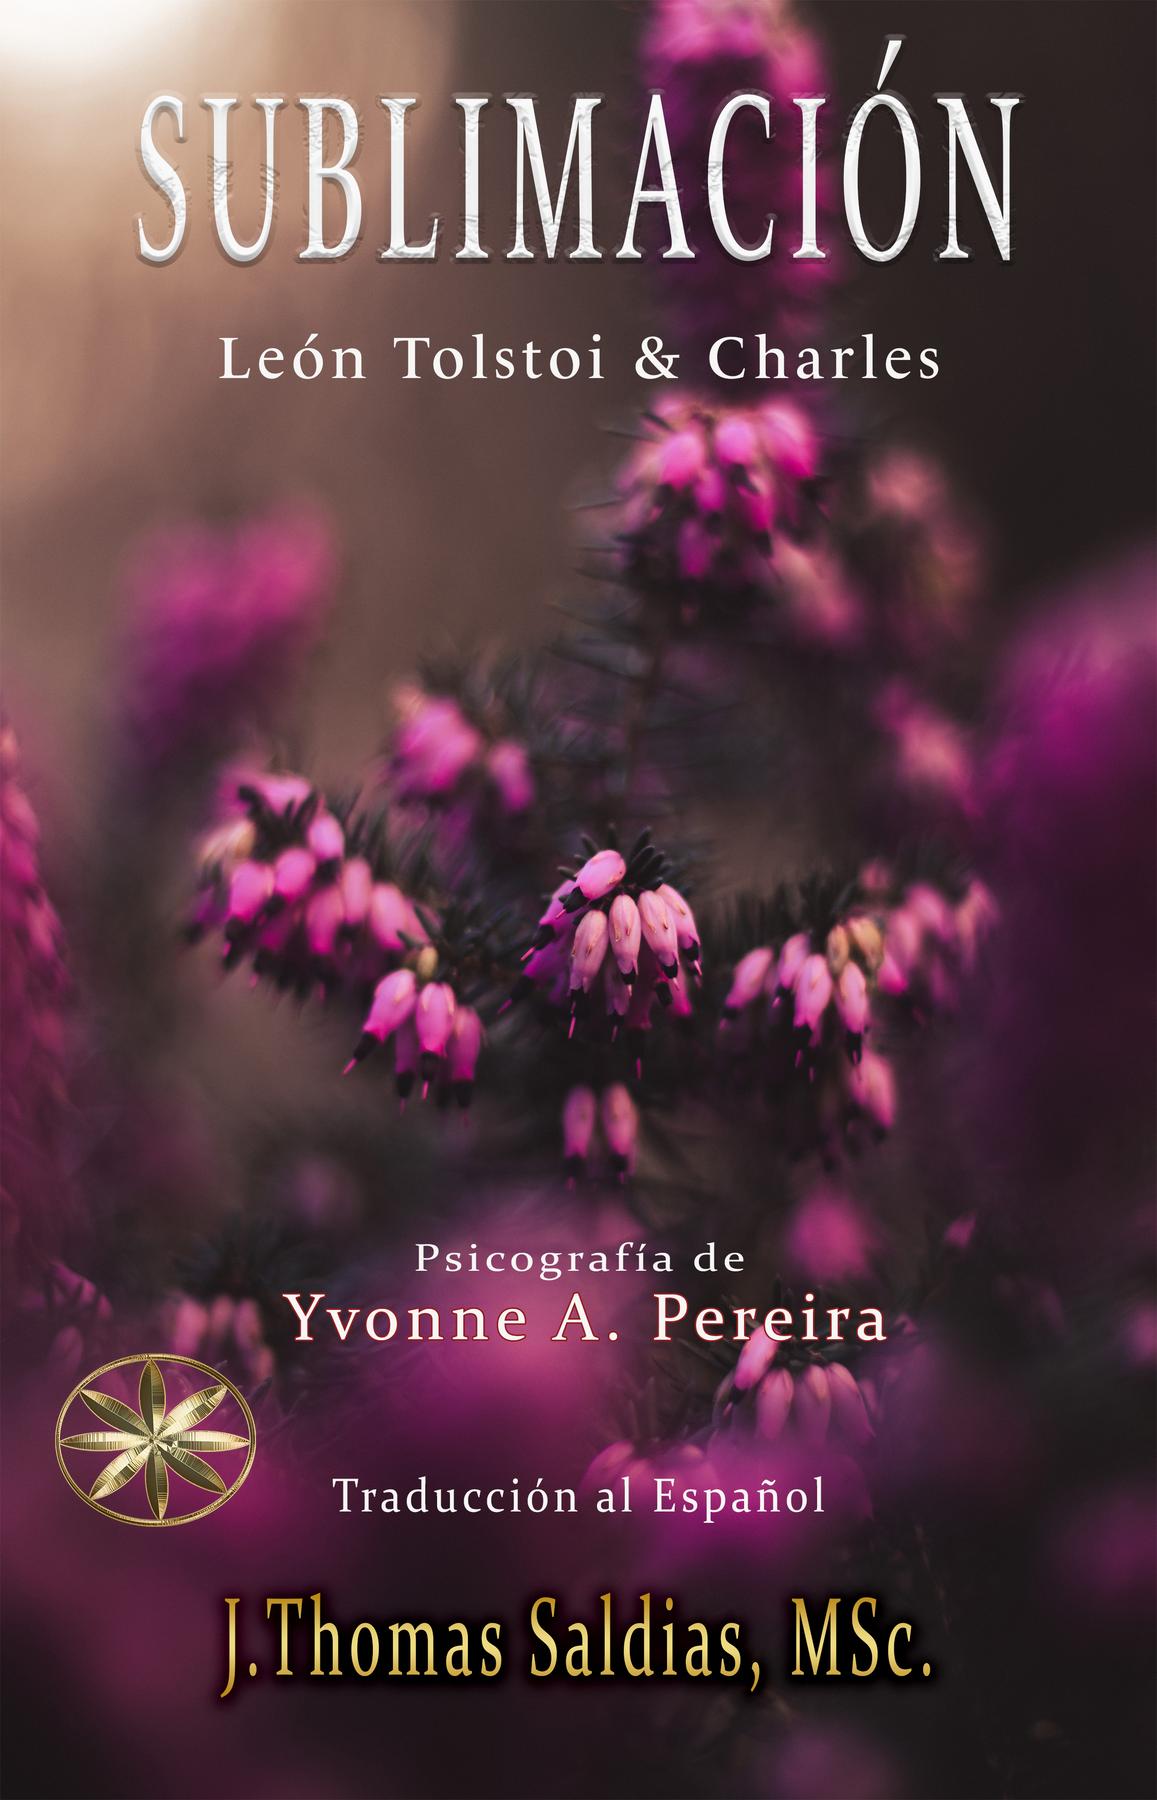 SUBLIMACIÓN
León Tolstoi & Charles
Psicografía de
Yvonne A. Pereira
Traducción al Español
J.Thomas Saldias, MSc.